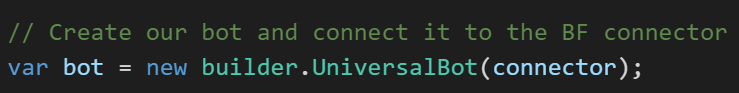 // Create our bot and connect it to the BF connector
var bot = new builder.UniversalBot(connector);